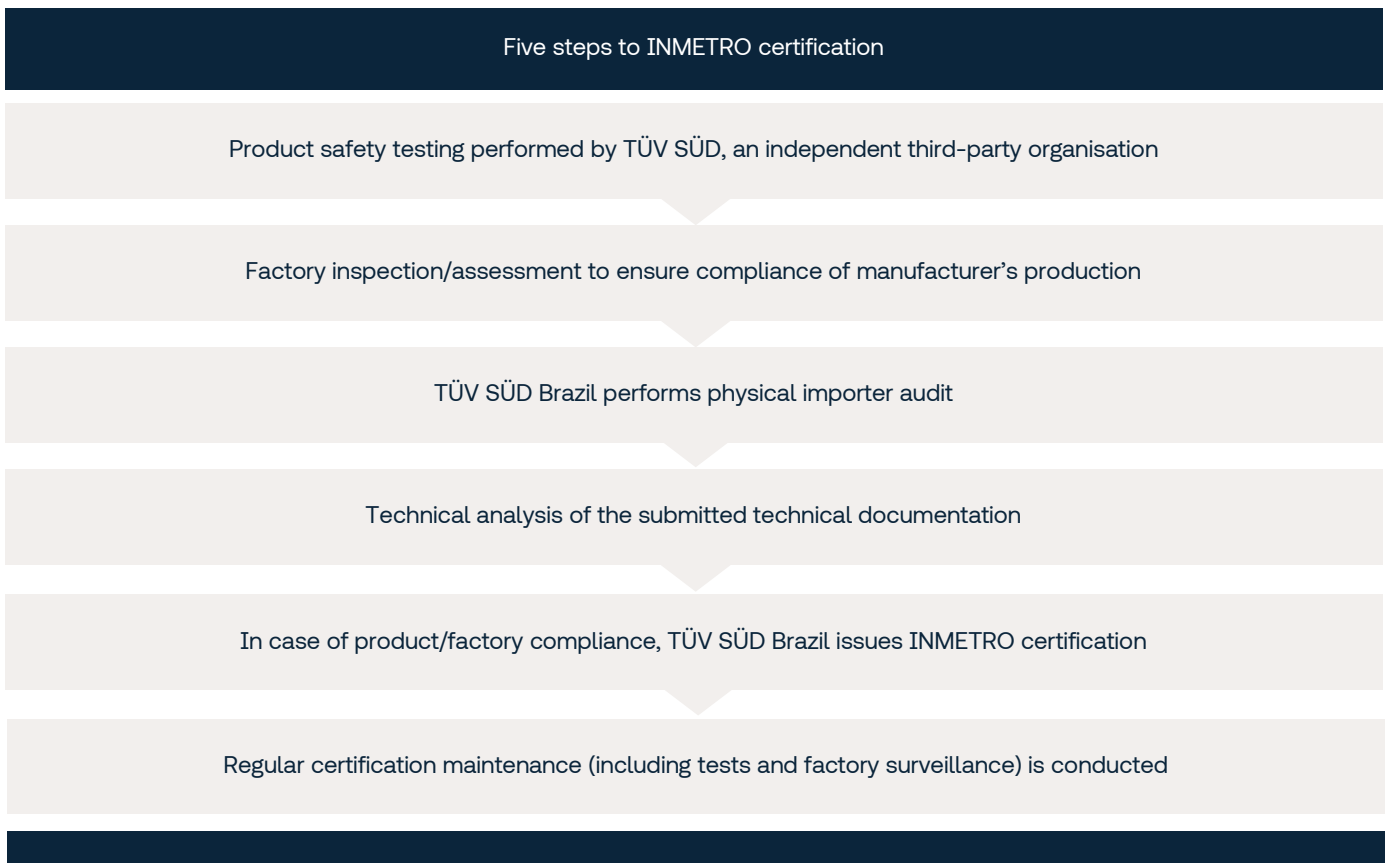 Five steps to INMETRO certification
Product safety testing performed by TÜV SÜD, an independent third-party organisation
Factory inspection/assessment to ensure compliance of manufacturer’s production
TÜV SÜD Brazil performs physical importer audit
Technical analysis of the submitted technical documentation
In case of product/factory compliance, TÜV SÜD Brazil issues INMETRO certification
Regular certification maintenance (including tests and factory surveillance) is conducted